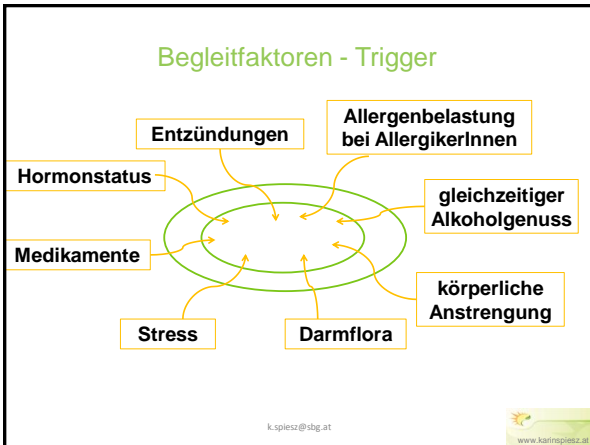 Begleitfaktoren - Trigger
Entzündungen
Allergenbelastung
bei AllergikerInnen
Hormonstatus
gleichzeitiger
Alkoholgenuss
Medikamente
körperliche
Anstrengung
Stress
Darmflora
k.spiesz@sbg.at
www.karinspiesz.at